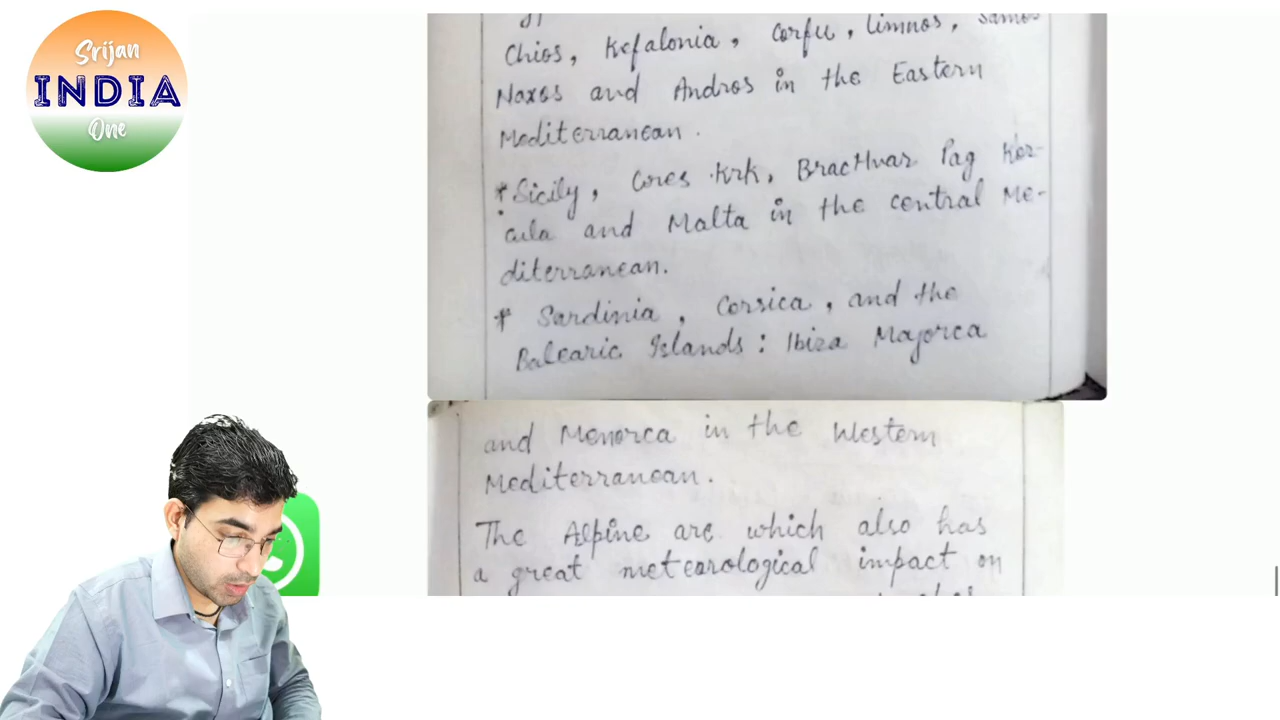 Srijan
INDIA
One
Chios, Kefalonia, Corfu, Limnos, Samos
Naxos and Andros in the Eastern
Mediterranean.
* Sicily, Cores Krk, Brac Hvar Pag Kor-
cula and Malta in the central Me-
diterranean.
* Sardinia, Corsica, and the
Balearic Islands: Ibiza Majorca
and Menorca in the Western
Mediterranean.
The Alpine arc which also has
a great meteorological impact on